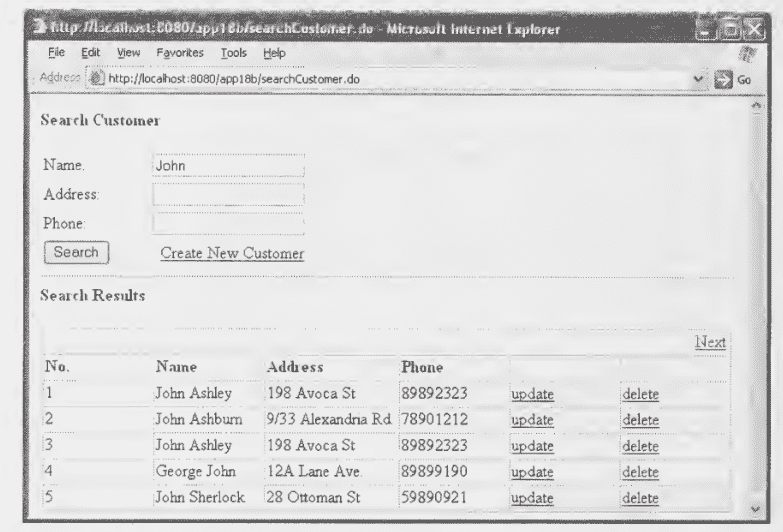 http://localhost:8080/app18b/searchCustomer.do - Microsoft Internet Explorer
File Edit View Favorites Tools Help
Address http://localhost:8080/app18b/searchCustomer.do Go
Search Customer
Name: John
Address:
Phone:
Search Create New Customer
Search Results
Next
No. Name Address Phone
1 John Ashley 198 Avoca St 89892323 update delete
2 John Ashburn 9/33 Alexandria Rd 78901212 update delete
3 John Ashley 198 Avoca St 89892323 update delete
4 George John 12A Lane Ave 89899190 update delete
5 John Sherlock 28 Ottoman St 59890921 update delete